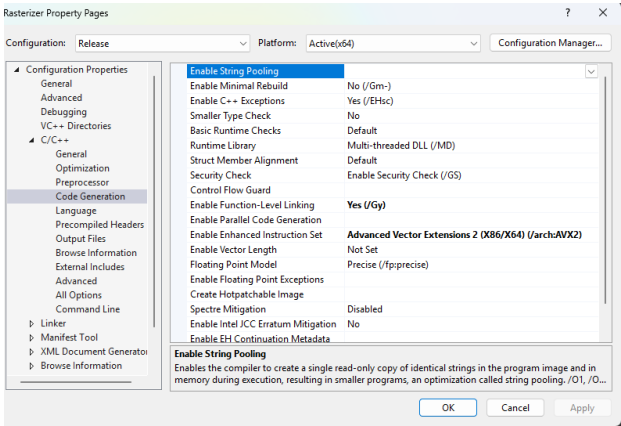 Rasterizer Property Pages ? ×
Configuration: Release Platform: Active(x64) Configuration Manager...
Configuration Properties
General
Advanced
Debugging
VC++ Directories
C/C++
General
Optimization
Preprocessor
Code Generation
Language
Precompiled Headers
Output Files
Browse Information
External Includes
Advanced
All Options
Command Line
Linker
Manifest Tool
XML Document Generato
Browse Information
Enable String Pooling
Enable Minimal Rebuild No (/Gm-)
Enable C++ Exceptions Yes (/EHsc)
Smaller Type Check No
Basic Runtime Checks Default
Runtime Library Multi-threaded DLL (/MD)
Struct Member Alignment Default
Security Check Enable Security Check (/GS)
Control Flow Guard
Enable Function-Level Linking Yes (/Gy)
Enable Parallel Code Generation
Enable Enhanced Instruction Set Advanced Vector Extensions 2 (X86/X64) (/arch:AVX2)
Enable Vector Length Not Set
Floating Point Model Precise (/fp:precise)
Enable Floating Point Exceptions
Create Hotpatchable Image
Spectre Mitigation Disabled
Enable Intel JCC Erratum Mitigation No
Enable EH Continuation Metadata
Enable String Pooling
Enables the compiler to create a single read-only copy of identical strings in the program image and in
memory during execution, resulting in smaller programs, an optimization called string pooling. /O1, /O...
OK Cancel Apply